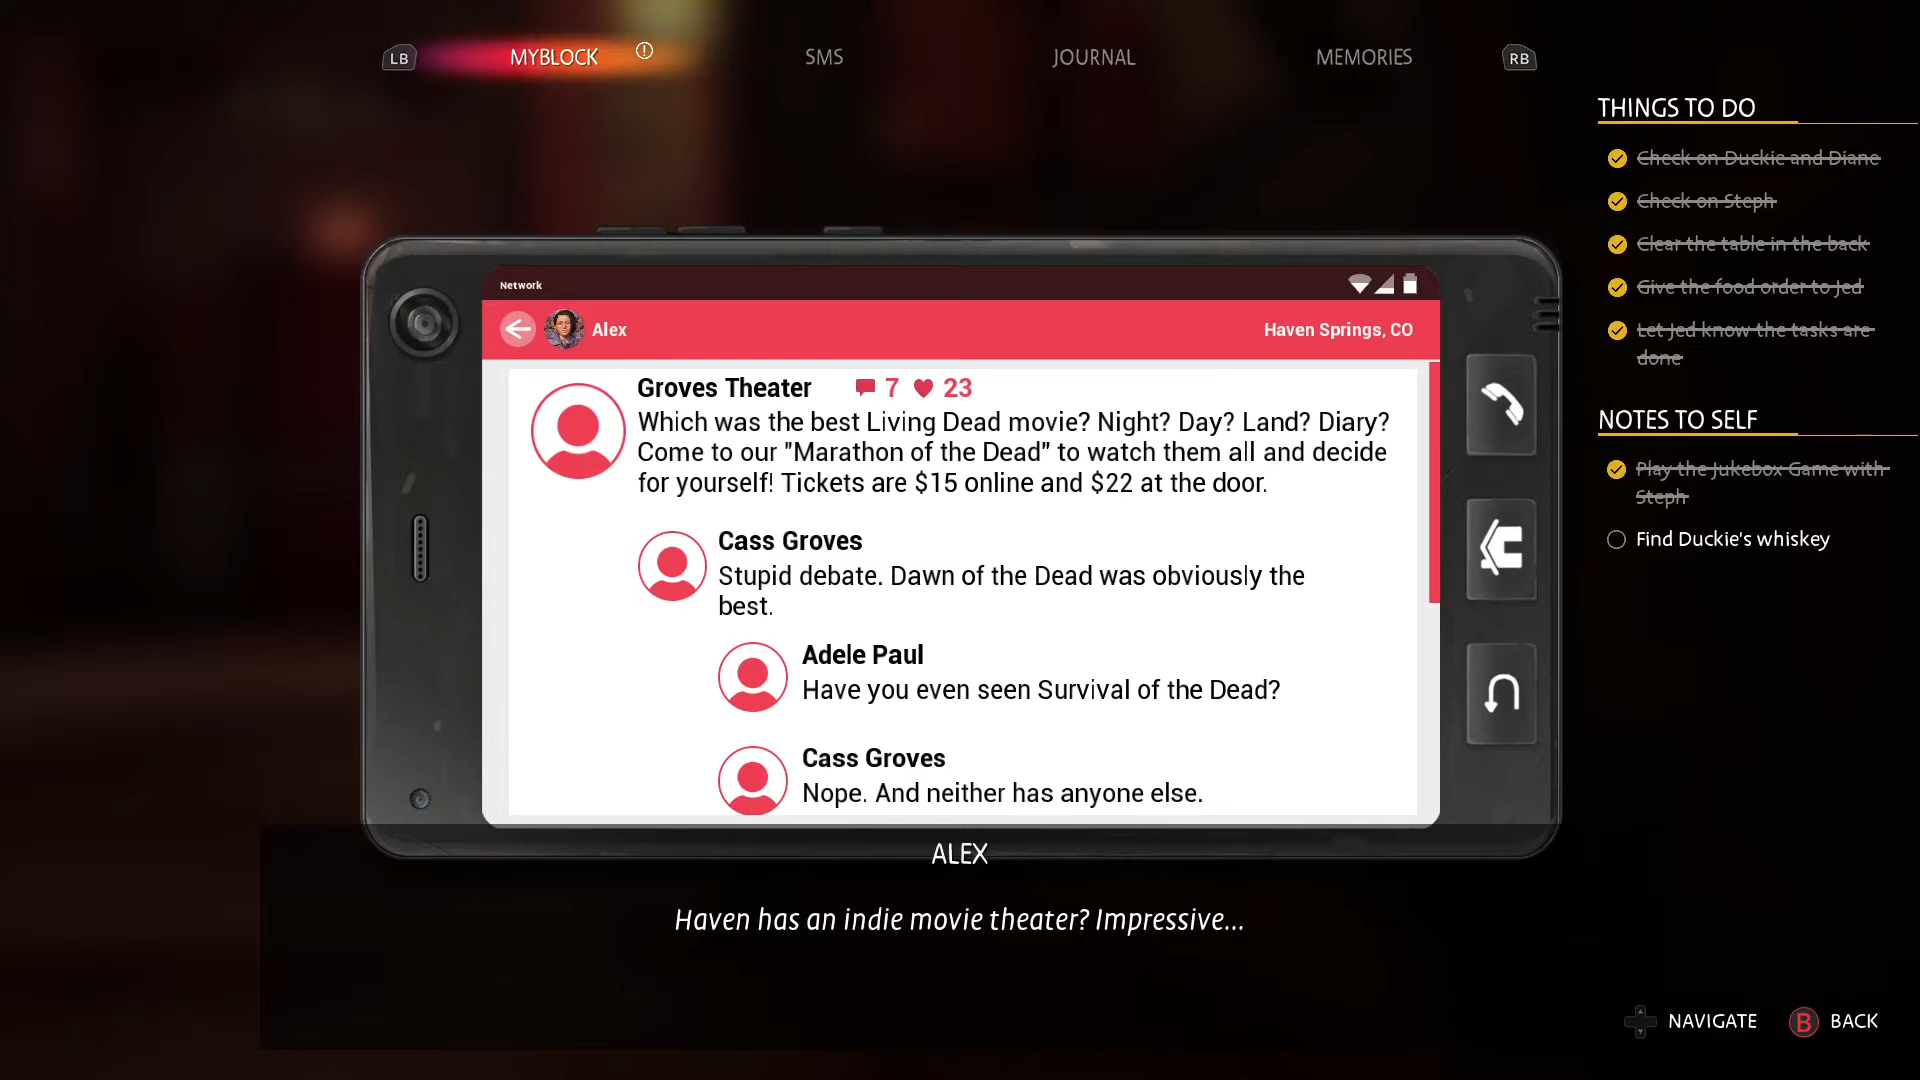 LB
MYBLOCK
SMS
JOURNAL
MEMORIES
RB
THINGS TO DO
Check on Duckie and Diane
Check on Steph
Clear the table in the back
Give the food order to Jed
Let Jed know the tasks are
done
NOTES TO SELF
Play the Jukebox Game with
Steph
Find Duckie's whiskey
Network
Alex
Haven Springs, CO
Groves Theater 7 23
Which was the best Living Dead movie? Night? Day? Land? Diary?
Come to our "Marathon of the Dead" to watch them all and decide
for yourself! Tickets are $15 online and $22 at the door.
Cass Groves
Stupid debate. Dawn of the Dead was obviously the
best.
Adele Paul
Have you even seen Survival of the Dead?
Cass Groves
Nope. And neither has anyone else.
ALEX
Haven has an indie movie theater? Impressive...
NAVIGATE
B BACK